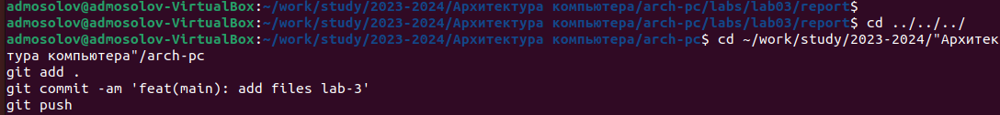 admosolov@admosolov-VirtualBox:~/work/study/2023-2024/Архитектура компьютера/arch-pc/labs/lab03/report$
admosolov@admosolov-VirtualBox:~/work/study/2023-2024/Архитектура компьютера/arch-pc/labs/lab03/report$ cd ../../../
admosolov@admosolov-VirtualBox:~/work/study/2023-2024/Архитектура компьютера/arch-pc$ cd ~/work/study/2023-2024/"Архитек
тура компьютера"/arch-pc
git add .
git commit -am 'feat(main): add files lab-3'
git push